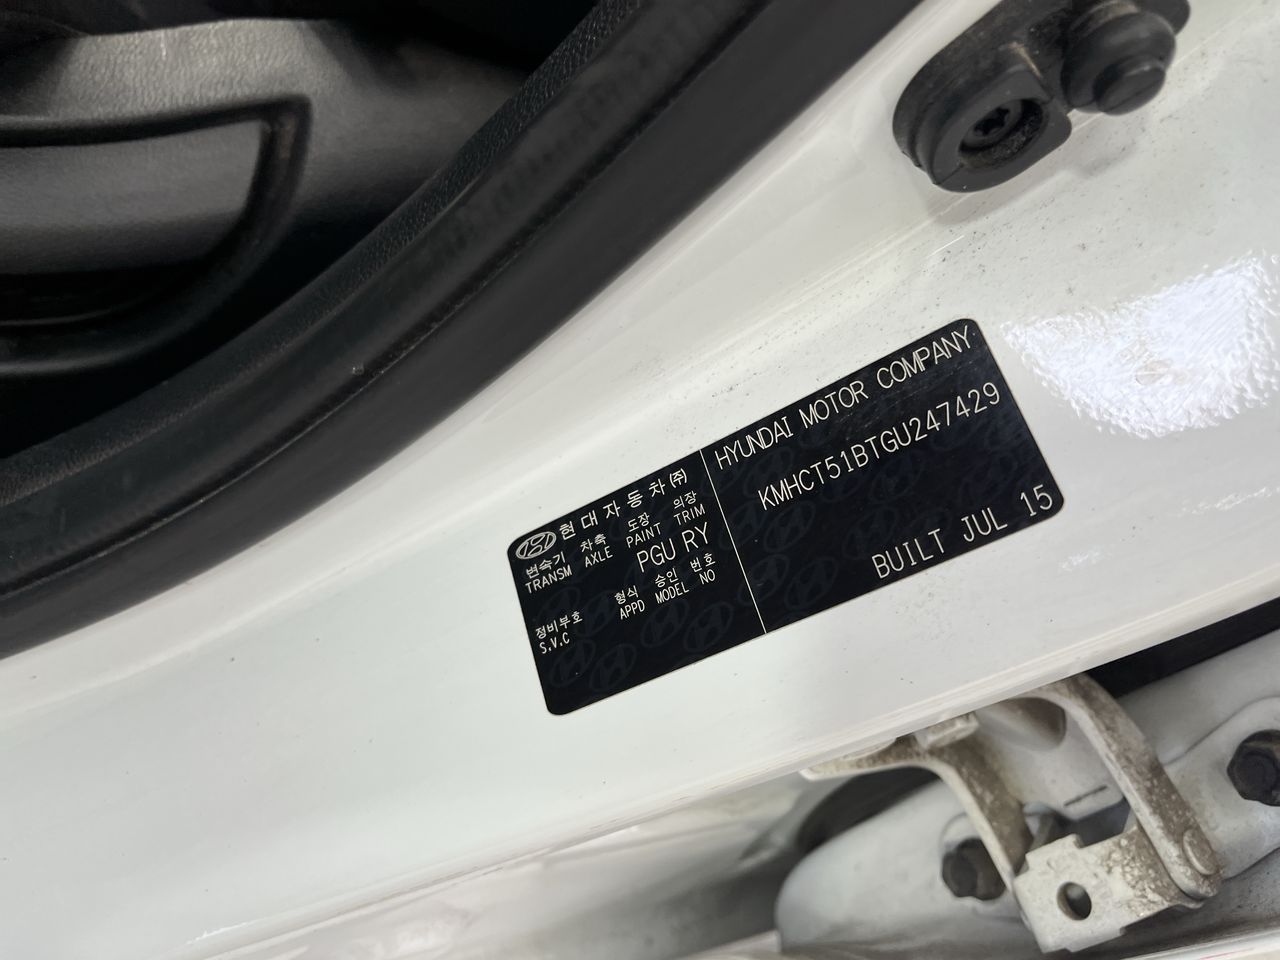 현대자동차(주)
변속기 차축 도장 의장
TRANSM AXLE PAINT TRIM
PGU RY
형식 승인 번호
정비부호 APPD MODEL NO
S.V.C
HYUNDAI MOTOR COMPANY
KMHCT51BTGU247429
BUILT JUL 15